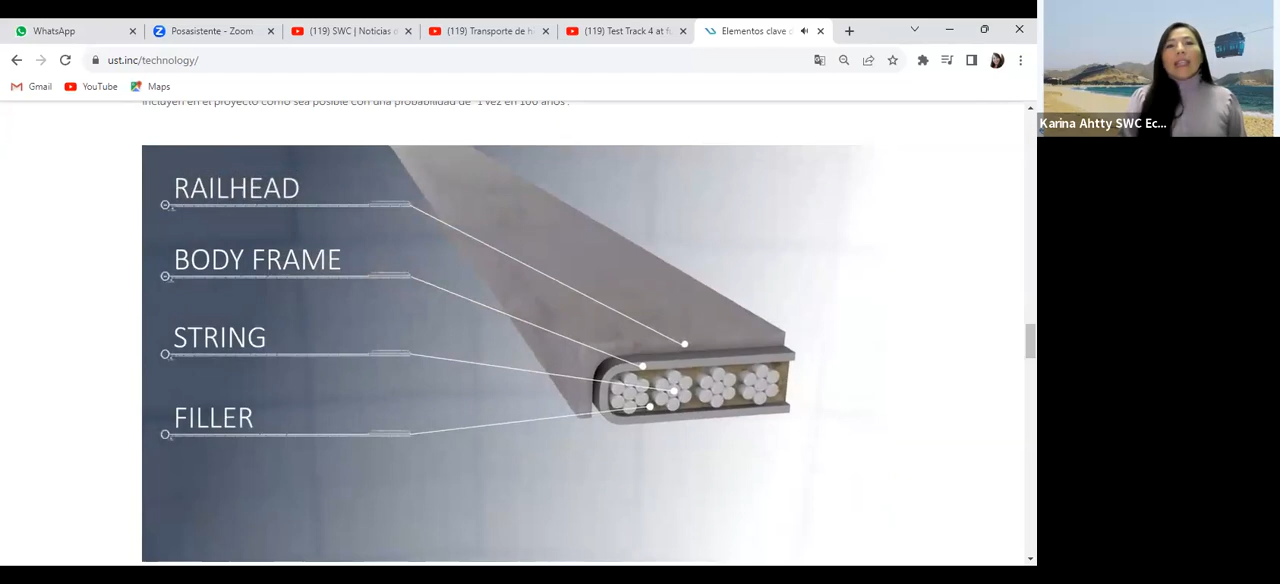 WhatsApp
Posasistente - Zoom
(119) SWC | Noticias
(119) Transporte de
(119) Test Track 4 at
Elementos clave
ust.inc/technology/
Gmail
YouTube
Maps
incluyen en el proyecto como sea posible con una probabilidad de "1 vez en 100 años".
RAILHEAD
BODY FRAME
STRING
FILLER
Karina Ahtty SWC Ec...